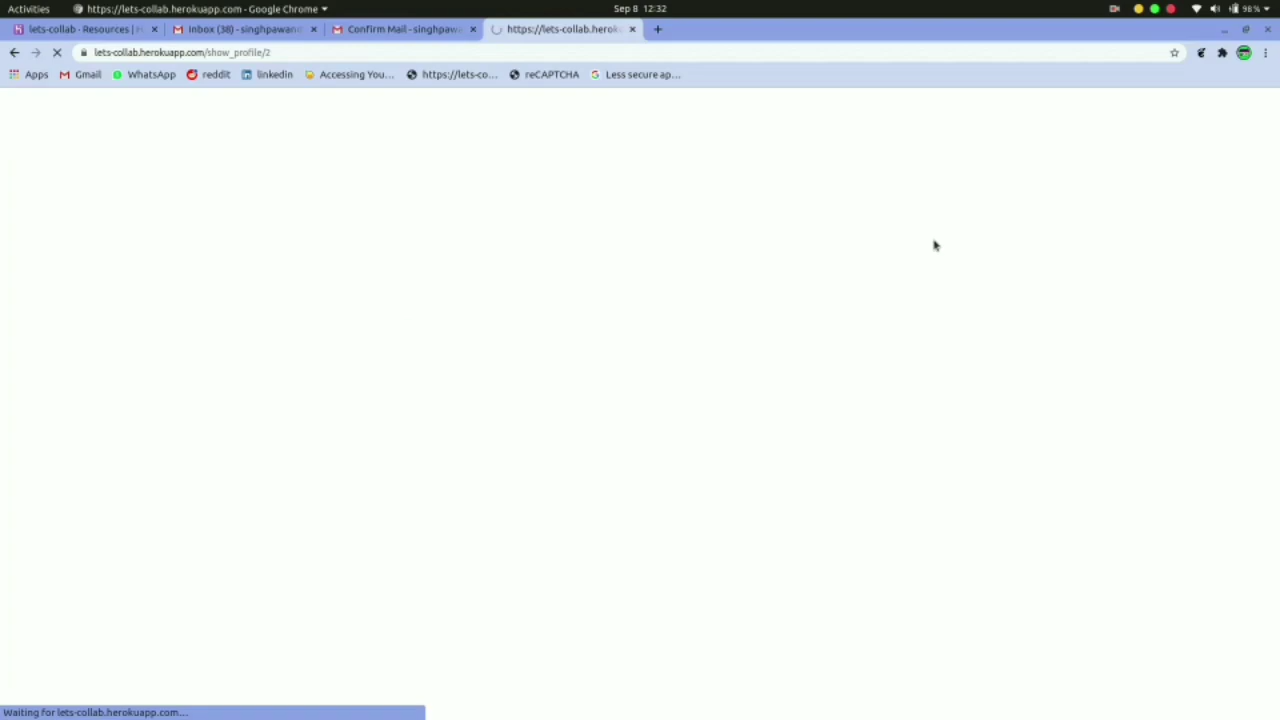 Activities https://lets-collab.herokuapp.com - Google Chrome Sep 8 12:32 98%
lets-collab · Resources | Inbox (38) - singhpawan Confirm Mail - singhpaw https://lets-collab.herok
lets-collab.herokuapp.com/show_profile/2
Apps Gmail WhatsApp reddit linkedin Accessing You... https://lets-co... reCAPTCHA Less secure ap...
Waiting for lets-collab.herokuapp.com...